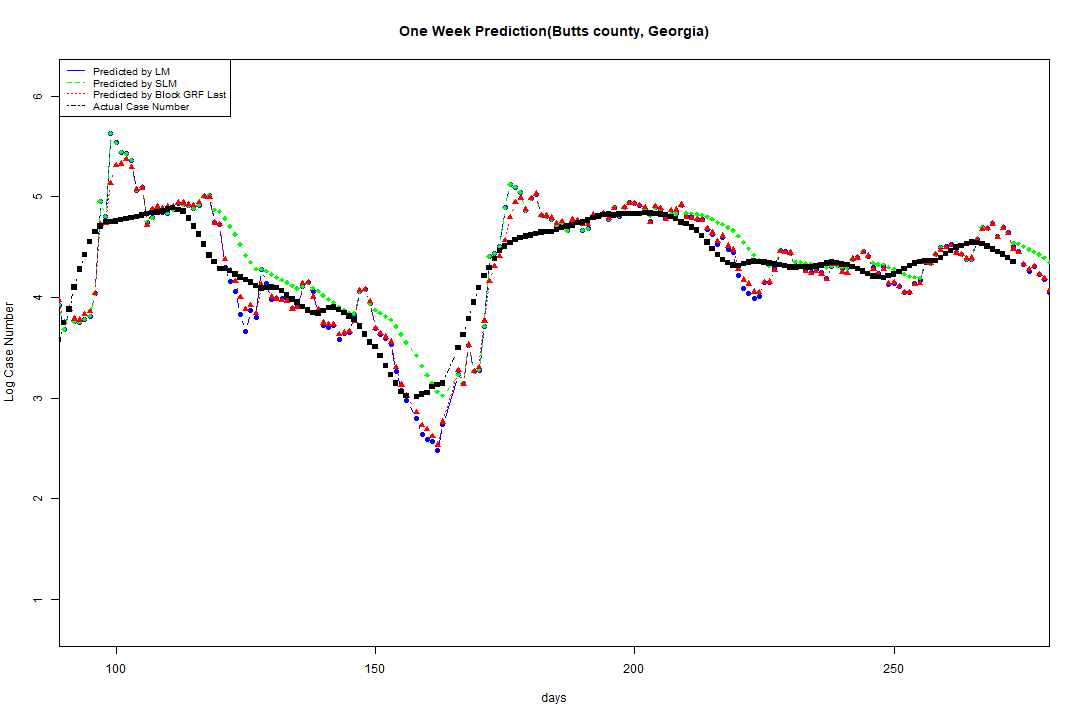 One Week Prediction(Butts county, Georgia)
Predicted by LM
Predicted by SLM
Predicted by Block GRF Last
Actual Case Number
6
5
4
3
2
1
Log Case Number
100 150 200 250
days